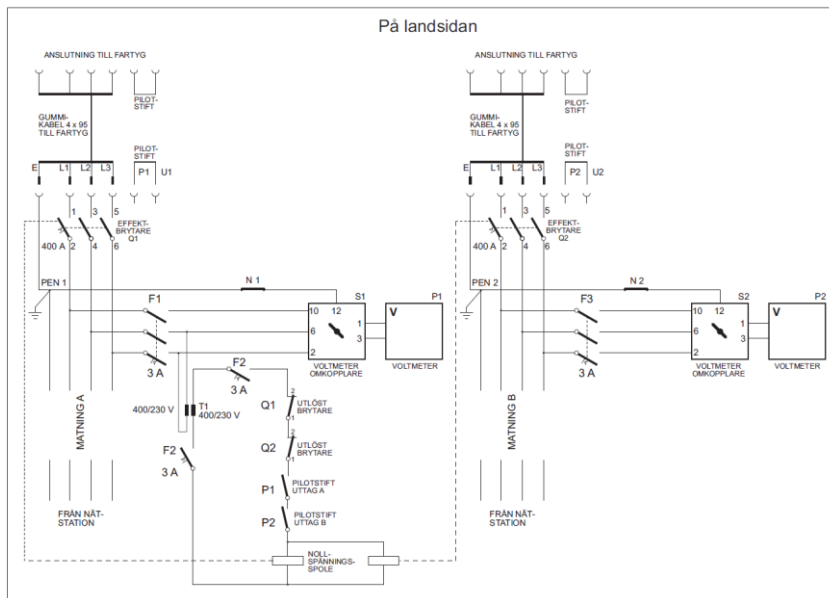 På landsidan
ANSLUTNING TILL FARTYG
PILOT-
STIFT
GUMMI-
KABEL 4 x 95
TILL FARTYG
PILOT-
STIFT
E L1 L2 L3
P1 U1
1 3 5
EFFEKT-
BRYTARE
Q1
400 A 2 4 6
PEN 1
N 1
F1
3 A
10 12
6
2
S1
1
3
P1
V
VOLTMETER
OMKOPPLARE
VOLTMETER
MATNING A
FRÅN NÄT-
STATION
400/230 V
T1
400/230 V
F2
3 A
F2
3 A
Q1
2
1
UTLÖST
BRYTARE
Q2
2
1
UTLÖST
BRYTARE
P1
PILOTSTIFT
UTTAG A
P2
PILOTSTIFT
UTTAG B
NOLL-
SPÄNNINGS-
SPOLE
ANSLUTNING TILL FARTYG
PILOT-
STIFT
GUMMI-
KABEL 4 x 95
TILL FARTYG
PILOT-
STIFT
E L1 L2 L3
P2 U2
1 3 5
EFFEKT-
BRYTARE
Q2
400 A 2 4 6
PEN 2
N 2
F3
3 A
10 12
6
2
S2
1
3
P2
V
VOLTMETER
OMKOPPLARE
VOLTMETER
MATNING B
FRÅN NÄT-
STATION